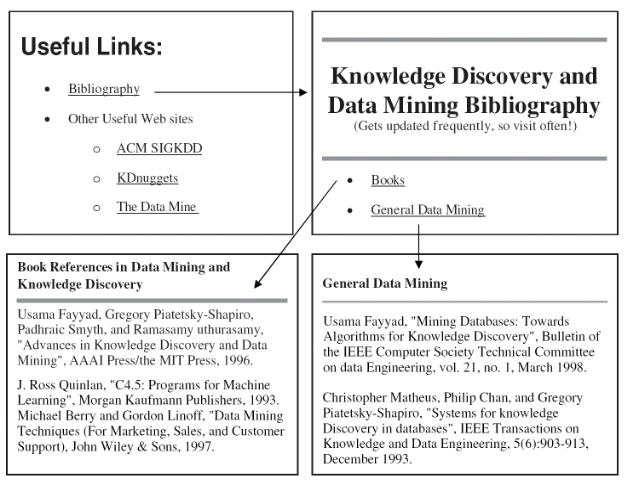 Useful Links:
• Bibliography
• Other Useful Web sites
o ACM SIGKDD
o KDnuggets
o The Data Mine
Knowledge Discovery and
Data Mining Bibliography
(Gets updated frequently, so visit often!)
• Books
• General Data Mining
Book References in Data Mining and
Knowledge Discovery
Usama Fayyad, Gregory Piatetsky-Shapiro,
Padhraic Smyth, and Ramasamy uthurasamy,
"Advances in Knowledge Discovery and Data
Mining", AAAI Press/the MIT Press, 1996.
J. Ross Quinlan, "C4.5: Programs for Machine
Learning", Morgan Kaufmann Publishers, 1993.
Michael Berry and Gordon Linoff, "Data Mining
Techniques (For Marketing, Sales, and Customer
Support), John Wiley & Sons, 1997.
General Data Mining
Usama Fayyad, "Mining Databases: Towards
Algorithms for Knowledge Discovery", Bulletin of
the IEEE Computer Society Technical Committee
on data Engineering, vol. 21, no. 1, March 1998.
Christopher Matheus, Philip Chan, and Gregory
Piatetsky-Shapiro, "Systems for knowledge
Discovery in databases", IEEE Transactions on
Knowledge and Data Engineering, 5(6):903-913,
December 1993.